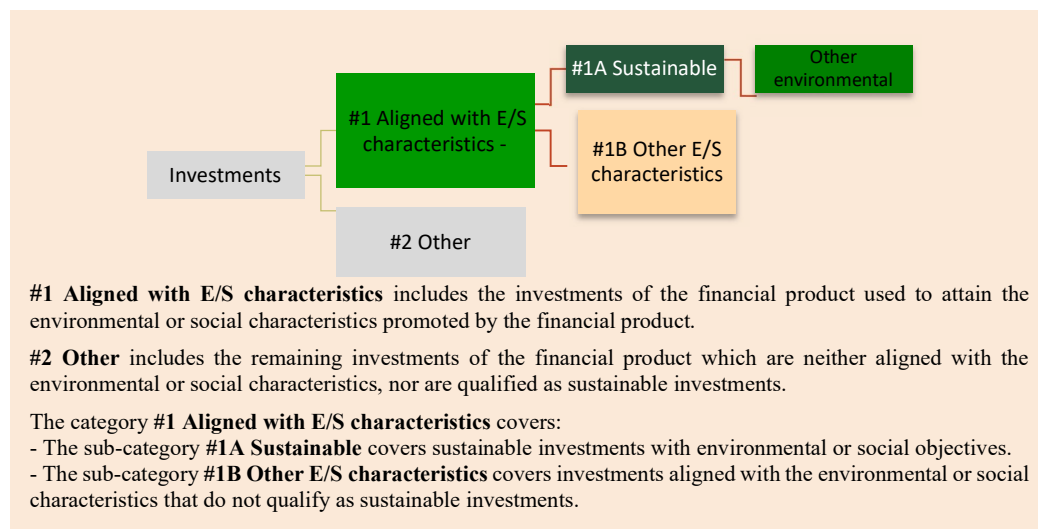 #1A Sustainable
Other
environmental
#1 Aligned with E/S
characteristics -
#1B Other E/S
characteristics
Investments
#2 Other
#1 Aligned with E/S characteristics includes the investments of the financial product used to attain the
environmental or social characteristics promoted by the financial product.
#2 Other includes the remaining investments of the financial product which are neither aligned with the
environmental or social characteristics, nor are qualified as sustainable investments.
The category #1 Aligned with E/S characteristics covers:
- The sub-category #1A Sustainable covers sustainable investments with environmental or social objectives.
- The sub-category #1B Other E/S characteristics covers investments aligned with the environmental or social
characteristics that do not qualify as sustainable investments.